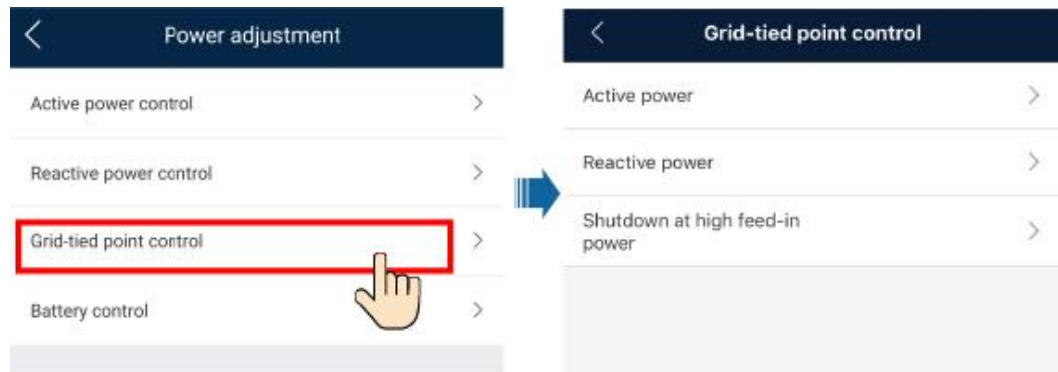 Power adjustment
Active power control
Reactive power control
Grid-tied point control
Battery control
Grid-tied point control
Active power
Reactive power
Shutdown at high feed-in
power